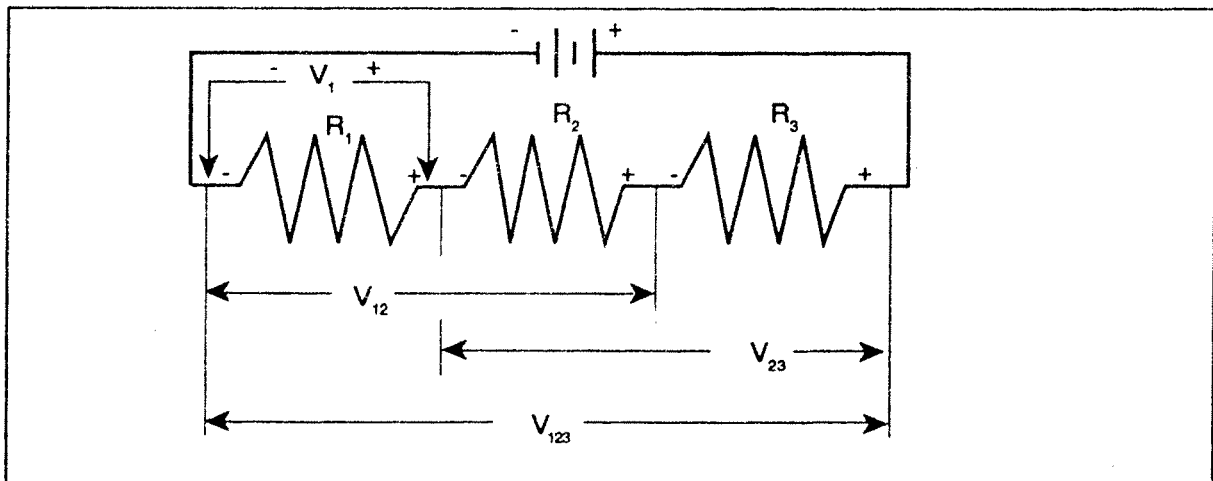 - +
- V₁ +
R₁ R₂ R₃
- + - + - +
V₁₂
V₂₃
V₁₂₃